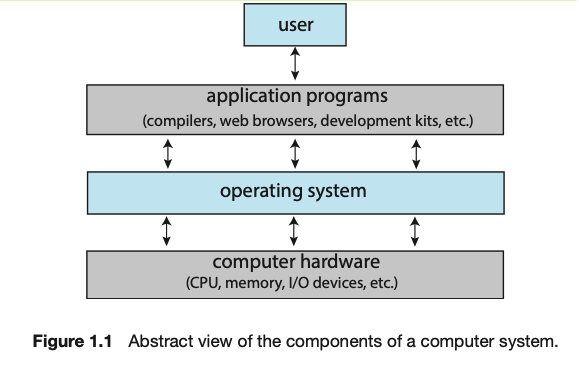 user
application programs
(compilers, web browsers, development kits, etc.)
operating system
computer hardware
(CPU, memory, I/O devices, etc.)
Figure 1.1 Abstract view of the components of a computer system.